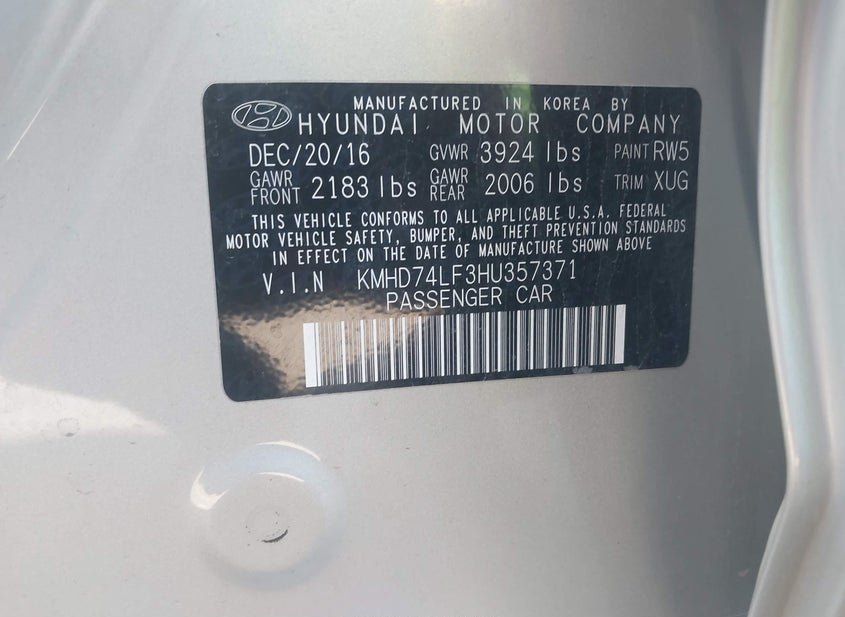 MANUFACTURED IN KOREA BY
HYUNDAI MOTOR COMPANY
DEC/20/16 GVWR 3924 lbs PAINT RW5
GAWR FRONT 2183 lbs GAWR REAR 2006 lbs TRIM XUG
THIS VEHICLE CONFORMS TO ALL APPLICABLE U.S.A. FEDERAL
MOTOR VEHICLE SAFETY, BUMPER, AND THEFT PREVENTION STANDARDS
IN EFFECT ON THE DATE OF MANUFACTURE SHOWN ABOVE
V.I.N KMHD74LF3HU357371
PASSENGER CAR